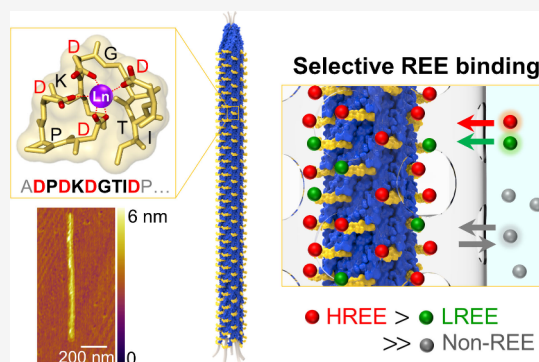 D
G
D
K
Ln
D
P
D
T
I
ADPDKDGTIDP...
6 nm
200 nm
0
Selective REE binding
HREE > LREE
>> Non-REE